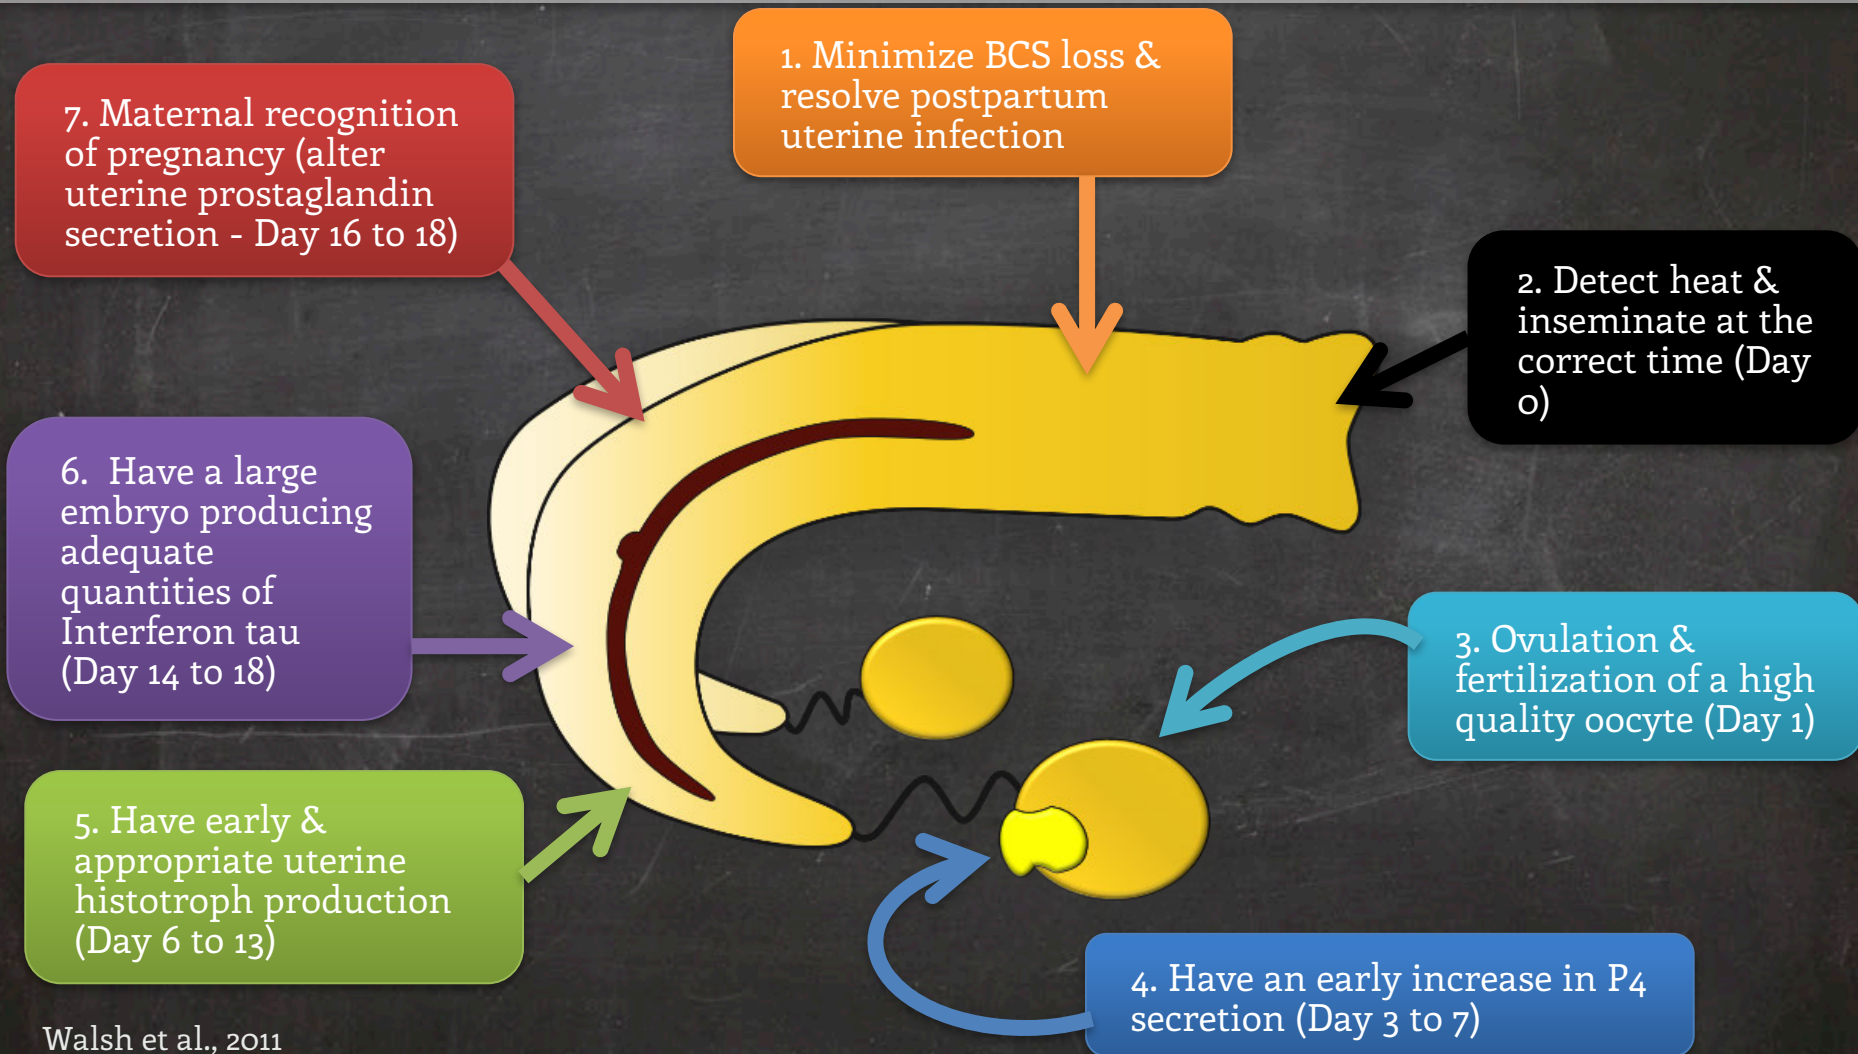 1. Minimize BCS loss &
resolve postpartum
uterine infection
7. Maternal recognition
of pregnancy (alter
uterine prostaglandin
secretion - Day 16 to 18)
2. Detect heat &
inseminate at the
correct time (Day
0)
6. Have a large
embryo producing
adequate
quantities of
Interferon tau
(Day 14 to 18)
3. Ovulation &
fertilization of a high
quality oocyte (Day 1)
5. Have early &
appropriate uterine
histotroph production
(Day 6 to 13)
4. Have an early increase in P4
secretion (Day 3 to 7)
Walsh et al., 2011